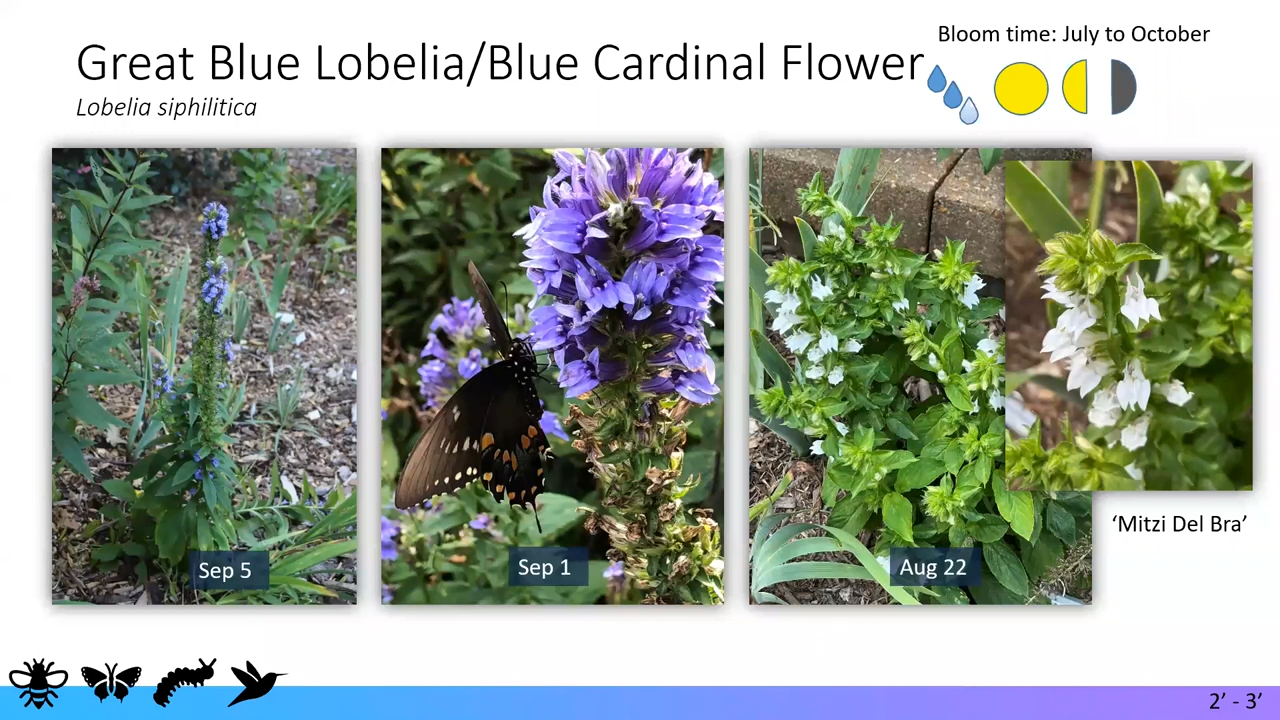 Bloom time: July to October
Great Blue Lobelia/Blue Cardinal Flower
Lobelia siphilitica
Sep 5
Sep 1
Aug 22
‘Mitzi Del Bra’
2’ - 3’